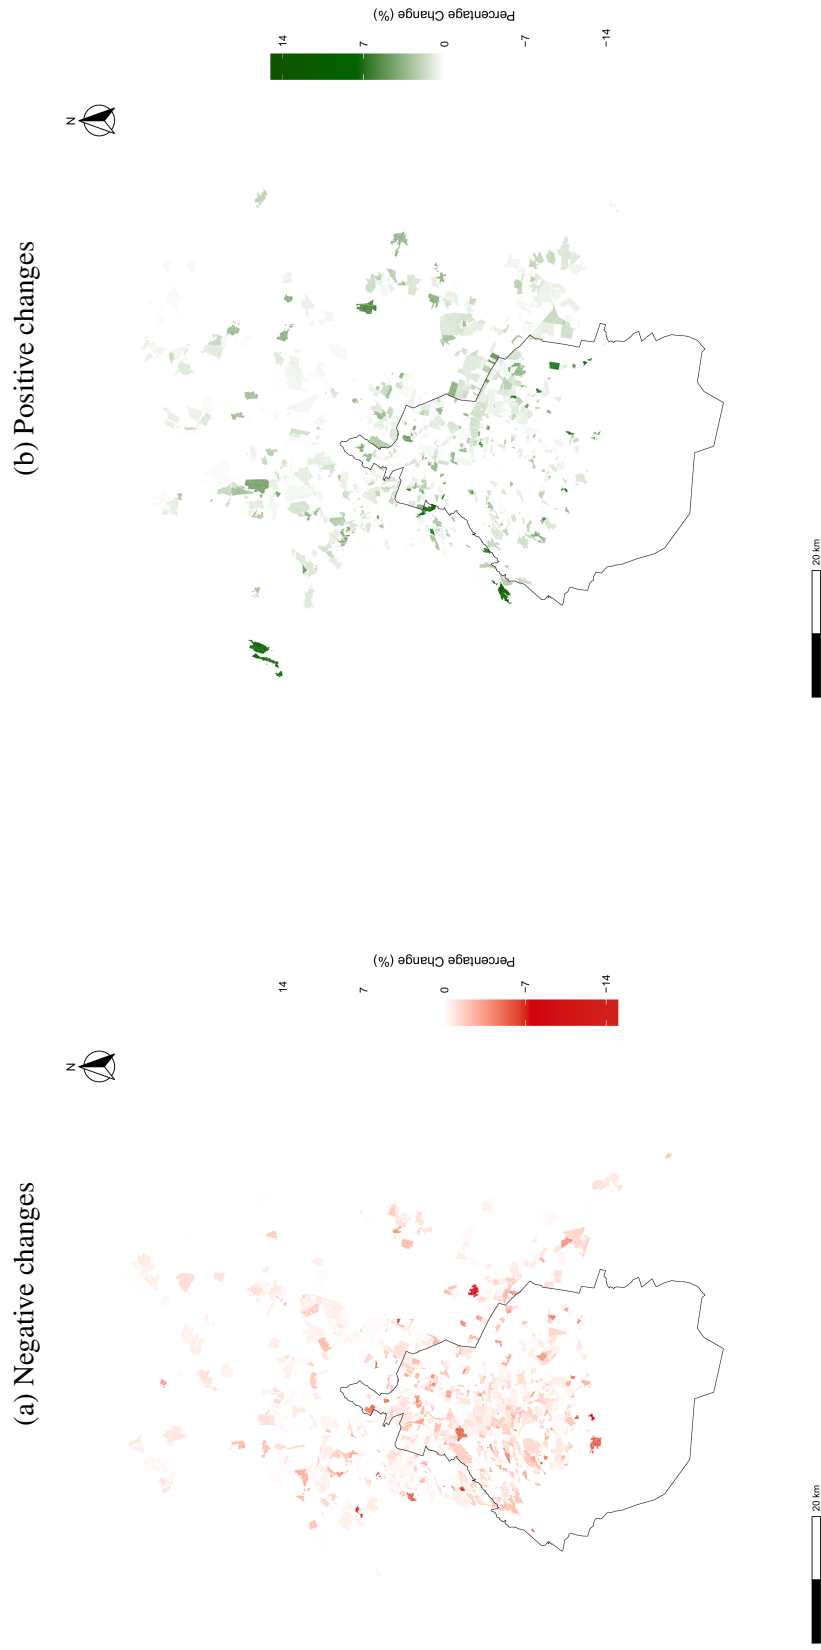 (a) Negative changes
N
Percentage Change (%)
14
7
0
−7
−14
20 km
(b) Positive changes
N
Percentage Change (%)
14
7
0
−7
−14
20 km